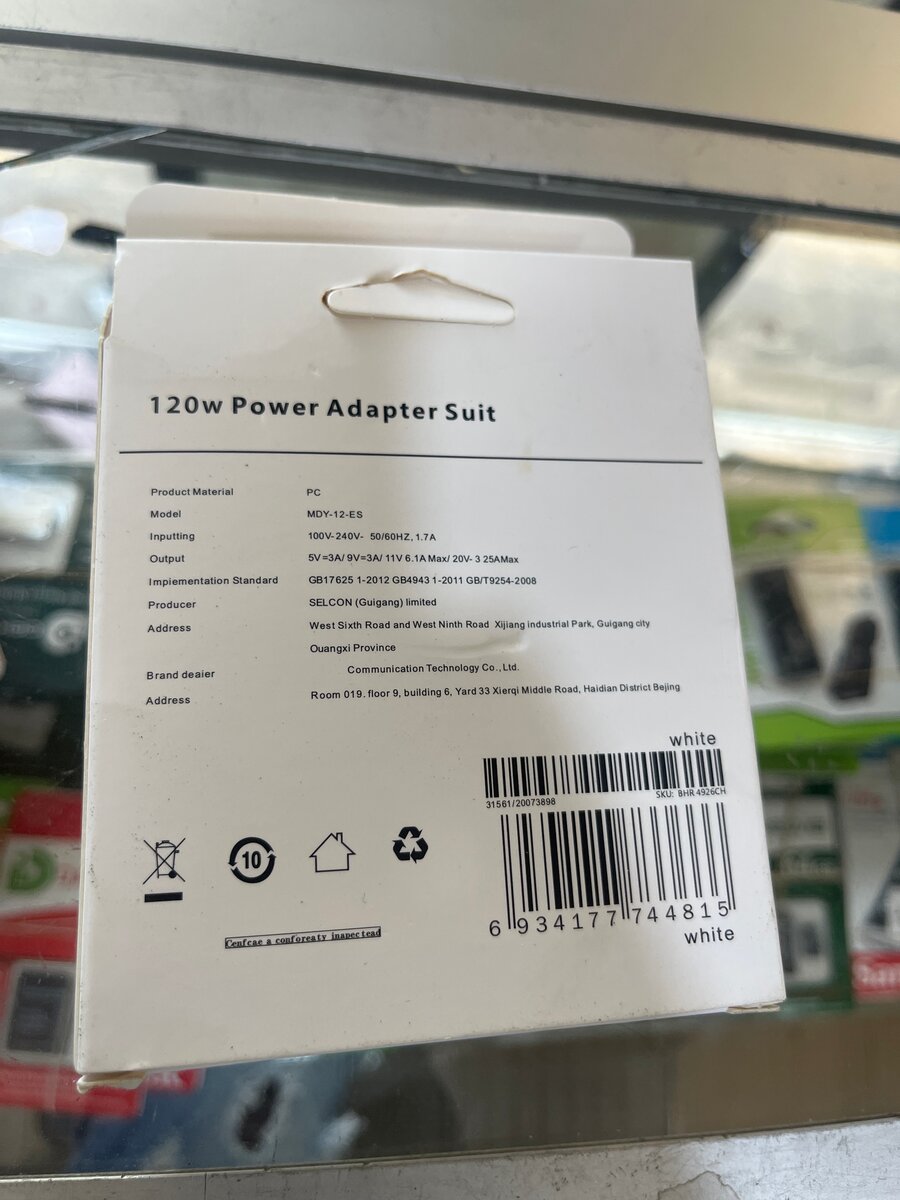 120w Power Adapter Suit
Product Material PC
Model MDY-12-ES
Inputting 100V-240V- 50/60HZ, 1.7A
Output 5V=3A/ 9V=3A/ 11V 6.1A Max/ 20V- 3 25AMax
Impiementation Standard GB17625 1-2012 GB4943 1-2011 GB/T9254-2008
Producer SELCON (Guigang) limited
Address West Sixth Road and West Ninth Road Xijiang industrial Park, Guigang city
Ouangxi Province
Brand deaier Communication Technology Co., Ltd.
Address Room 019. floor 9, building 6, Yard 33 Xierqi Middle Road, Haidian District Bejing
white
31561/20073898 SKU: BHR 4926CH
10
6 934177 744815
white
Cenfcae a conforeaty inapectead